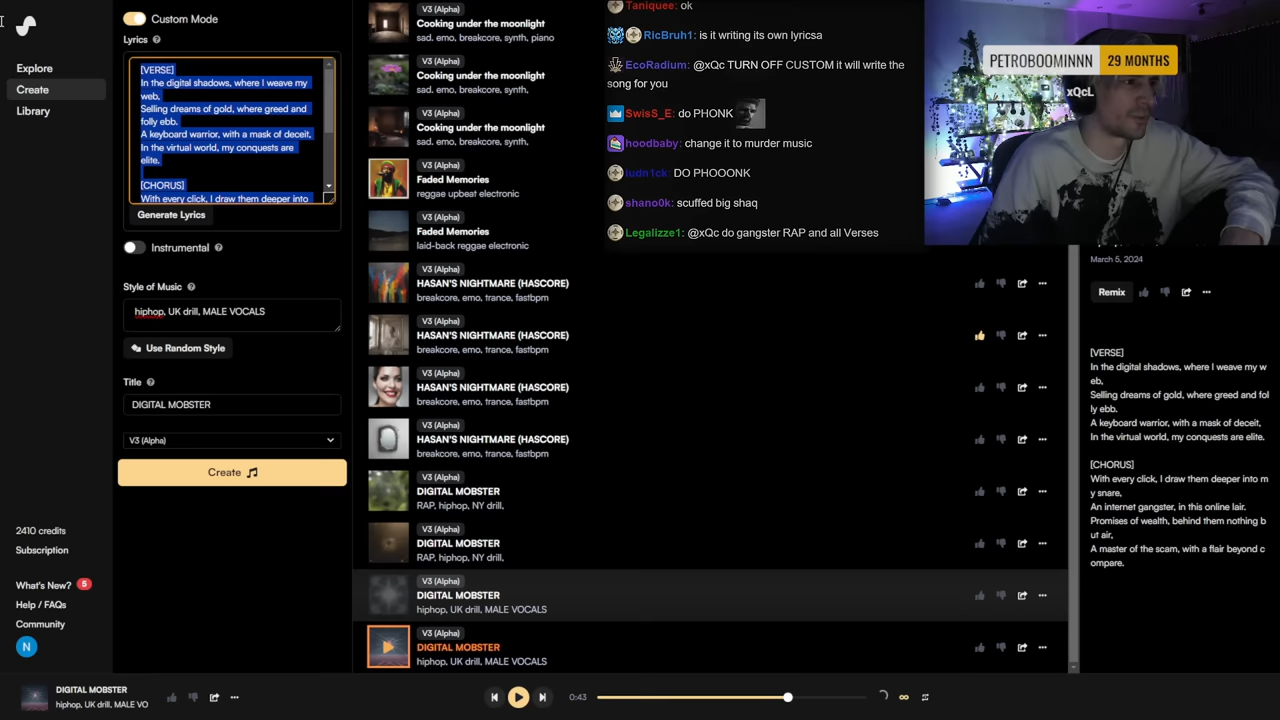 Custom Mode
Lyrics
[VERSE]
In the digital shadows, where I weave my
web.
Selling dreams of gold, where greed and
folly ebb.
A keyboard warrior, with a mask of deceit,
In the virtual world, my conquests are
elite.
[CHORUS]
With every click, I draw them deeper into
Generate Lyrics
Instrumental
Style of Music
hiphop, UK drill, MALE VOCALS
Use Random Style
Title
DIGITAL MOBSTER
V3 (Alpha)
Create
Explore
Create
Library
2410 credits
Subscription
What's New? 5
Help / FAQs
Community
N
V3 (Alpha)
Cooking under the moonlight
sad. emo, breakcore, synth, piano
V3 (Alpha)
Cooking under the moonlight
sad, emo, breakcore, synth,
V3 (Alpha)
Cooking under the moonlight
sad, emo, breakcore, synth,
V3 (Alpha)
Faded Memories
reggae upbeat electronic
V3 (Alpha)
Faded Memories
laid-back reggae electronic
V3 (Alpha)
HASAN'S NIGHTMARE (HASCORE)
breakcore, emo, trance, fastbpm
V3 (Alpha)
HASAN'S NIGHTMARE (HASCORE)
breakcore, emo, trance, fastbpm
V3 (Alpha)
HASAN'S NIGHTMARE (HASCORE)
breakcore, emo, trance, fastbpm
V3 (Alpha)
HASAN'S NIGHTMARE (HASCORE)
breakcore, emo, trance, fastbpm
V3 (Alpha)
DIGITAL MOBSTER
RAP, hiphop, NY drill,
V3 (Alpha)
DIGITAL MOBSTER
RAP, hiphop, NY drill,
V3 (Alpha)
DIGITAL MOBSTER
hiphop, UK drill, MALE VOCALS
V3 (Alpha)
DIGITAL MOBSTER
hiphop, UK drill, MALE VOCALS
Taniquee: ok
RicBruh1: is it writing its own lyricsa
EcoRadium: @xQc TURN OFF CUSTOM it will write the
song for you
SwisS_E: do PHONK
hoodbaby: change it to murder music
iudn1ck: DO PHOOONK
shano0k: scuffed big shaq
Legalizze1: @xQc do gangster RAP and all Verses
PETROBOOMINNN 29 MONTHS
xQcL
March 5, 2024
Remix
[VERSE]
In the digital shadows, where I weave my w
eb,
Selling dreams of gold, where greed and fol
ly ebb.
A keyboard warrior, with a mask of deceit,
In the virtual world, my conquests are elite.
[CHORUS]
With every click, I draw them deeper into m
y snare,
An internet gangster, in this online lair.
Promises of wealth, behind them nothing b
ut air,
A master of the scam, with a flair beyond c
ompare.
DIGITAL MOBSTER
hiphop, UK drill, MALE VO
0:43